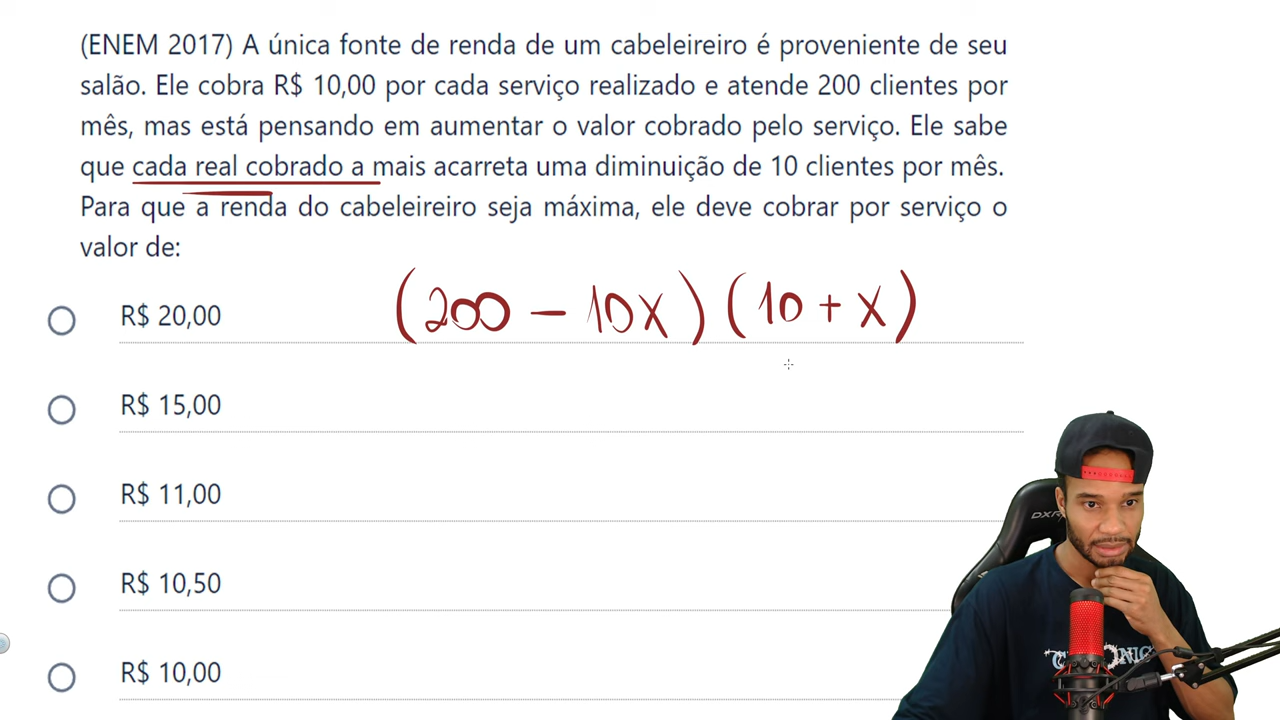 (ENEM 2017) A única fonte de renda de um cabeleireiro é proveniente de seu
salão. Ele cobra R$ 10,00 por cada serviço realizado e atende 200 clientes por
mês, mas está pensando em aumentar o valor cobrado pelo serviço. Ele sabe
que cada real cobrado a mais acarreta uma diminuição de 10 clientes por mês.
Para que a renda do cabeleireiro seja máxima, ele deve cobrar por serviço o
valor de:
(200 - 10x) (10 + x)
R$ 20,00
R$ 15,00
R$ 11,00
R$ 10,50
R$ 10,00